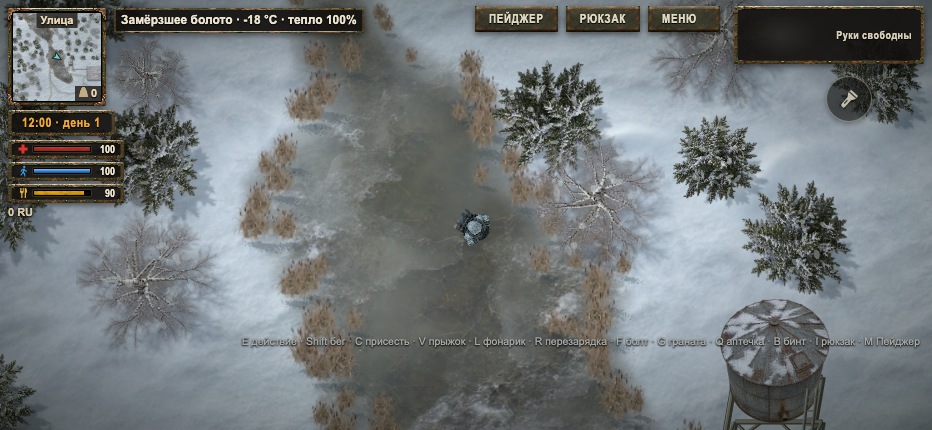 Улица
Замёрзшее болото · -18 °C · тепло 100%
ПЕЙДЖЕР
РЮКЗАК
МЕНЮ
Руки свободны
0
12:00 · день 1
100
100
90
0 RU
E действие · Shift бег · C присесть · V прыжок · L фонарик · R перезарядка · F болт · G граната · Q аптечка · B бинт · I рюкзак · M Пейджер